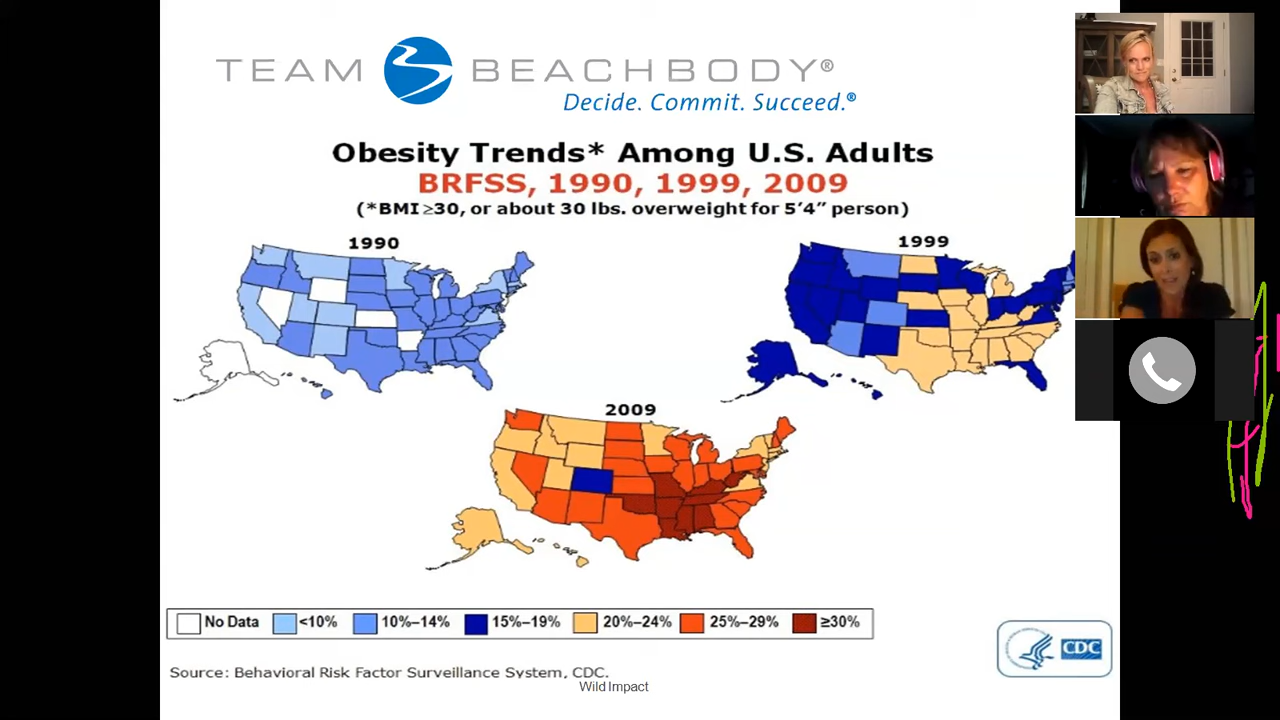 TEAM BEACHBODY®
Decide. Commit. Succeed.®
Obesity Trends* Among U.S. Adults
BRFSS, 1990, 1999, 2009
(*BMI ≥30, or about 30 lbs. overweight for 5’4” person)
1990
1999
2009
No Data <10% 10%–14% 15%–19% 20%–24% 25%–29% ≥30%
CDC
Source: Behavioral Risk Factor Surveillance System, CDC.
Wild Impact